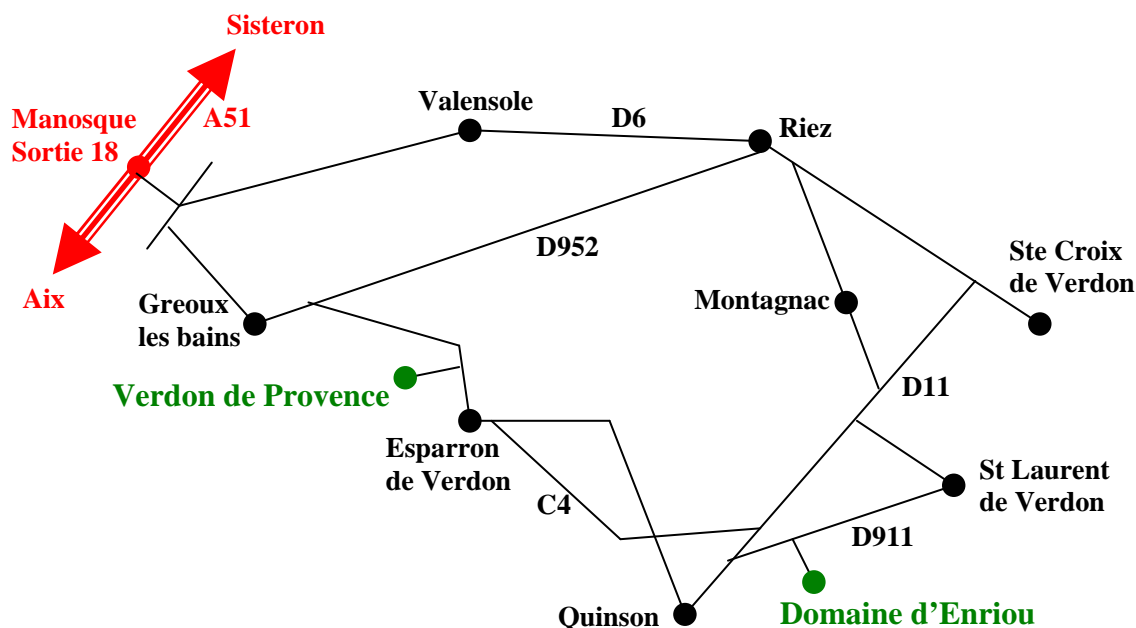 Sisteron
Valensole
A51
D6
Manosque
Sortie 18
Riez
D952
Ste Croix
de Verdon
Aix
Greoux
les bains
Montagnac
Verdon de Provence
D11
Esparron
de Verdon
St Laurent
de Verdon
C4
D911
Quinson
Domaine d’Enriou